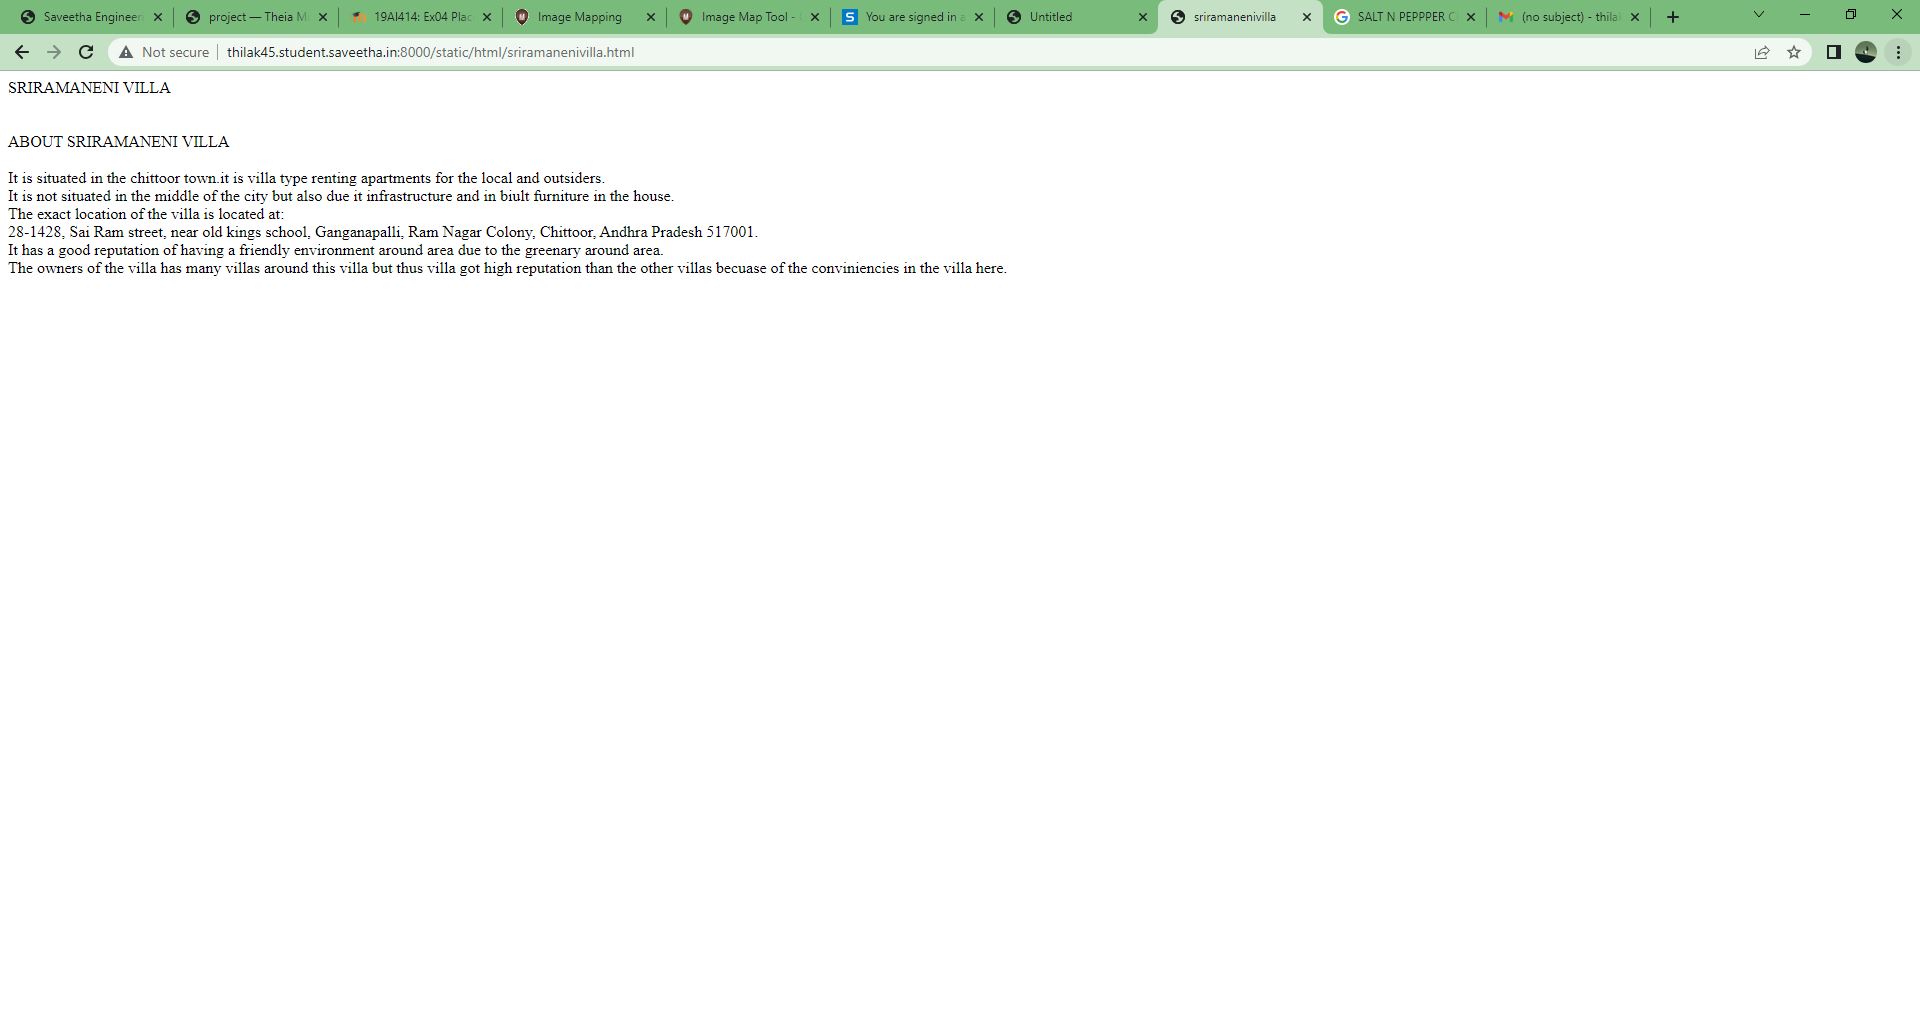 Saveetha Engineer
project — Theia M
19AI414: Ex04 Plac
Image Mapping
Image Map Tool -
You are signed in a
Untitled
sriramanenivilla
SALT N PEPPPER C
(no subject) - thila
Not secure
thilak45.student.saveetha.in:8000/static/html/sriramanenivilla.html
SRIRAMANENI VILLA
ABOUT SRIRAMANENI VILLA
It is situated in the chittoor town.it is villa type renting apartments for the local and outsiders.
It is not situated in the middle of the city but also due it infrastructure and in biult furniture in the house.
The exact location of the villa is located at:
28-1428, Sai Ram street, near old kings school, Ganganapalli, Ram Nagar Colony, Chittoor, Andhra Pradesh 517001.
It has a good reputation of having a friendly environment around area due to the greenary around area.
The owners of the villa has many villas around this villa but thus villa got high reputation than the other villas becuase of the conviniencies in the villa here.